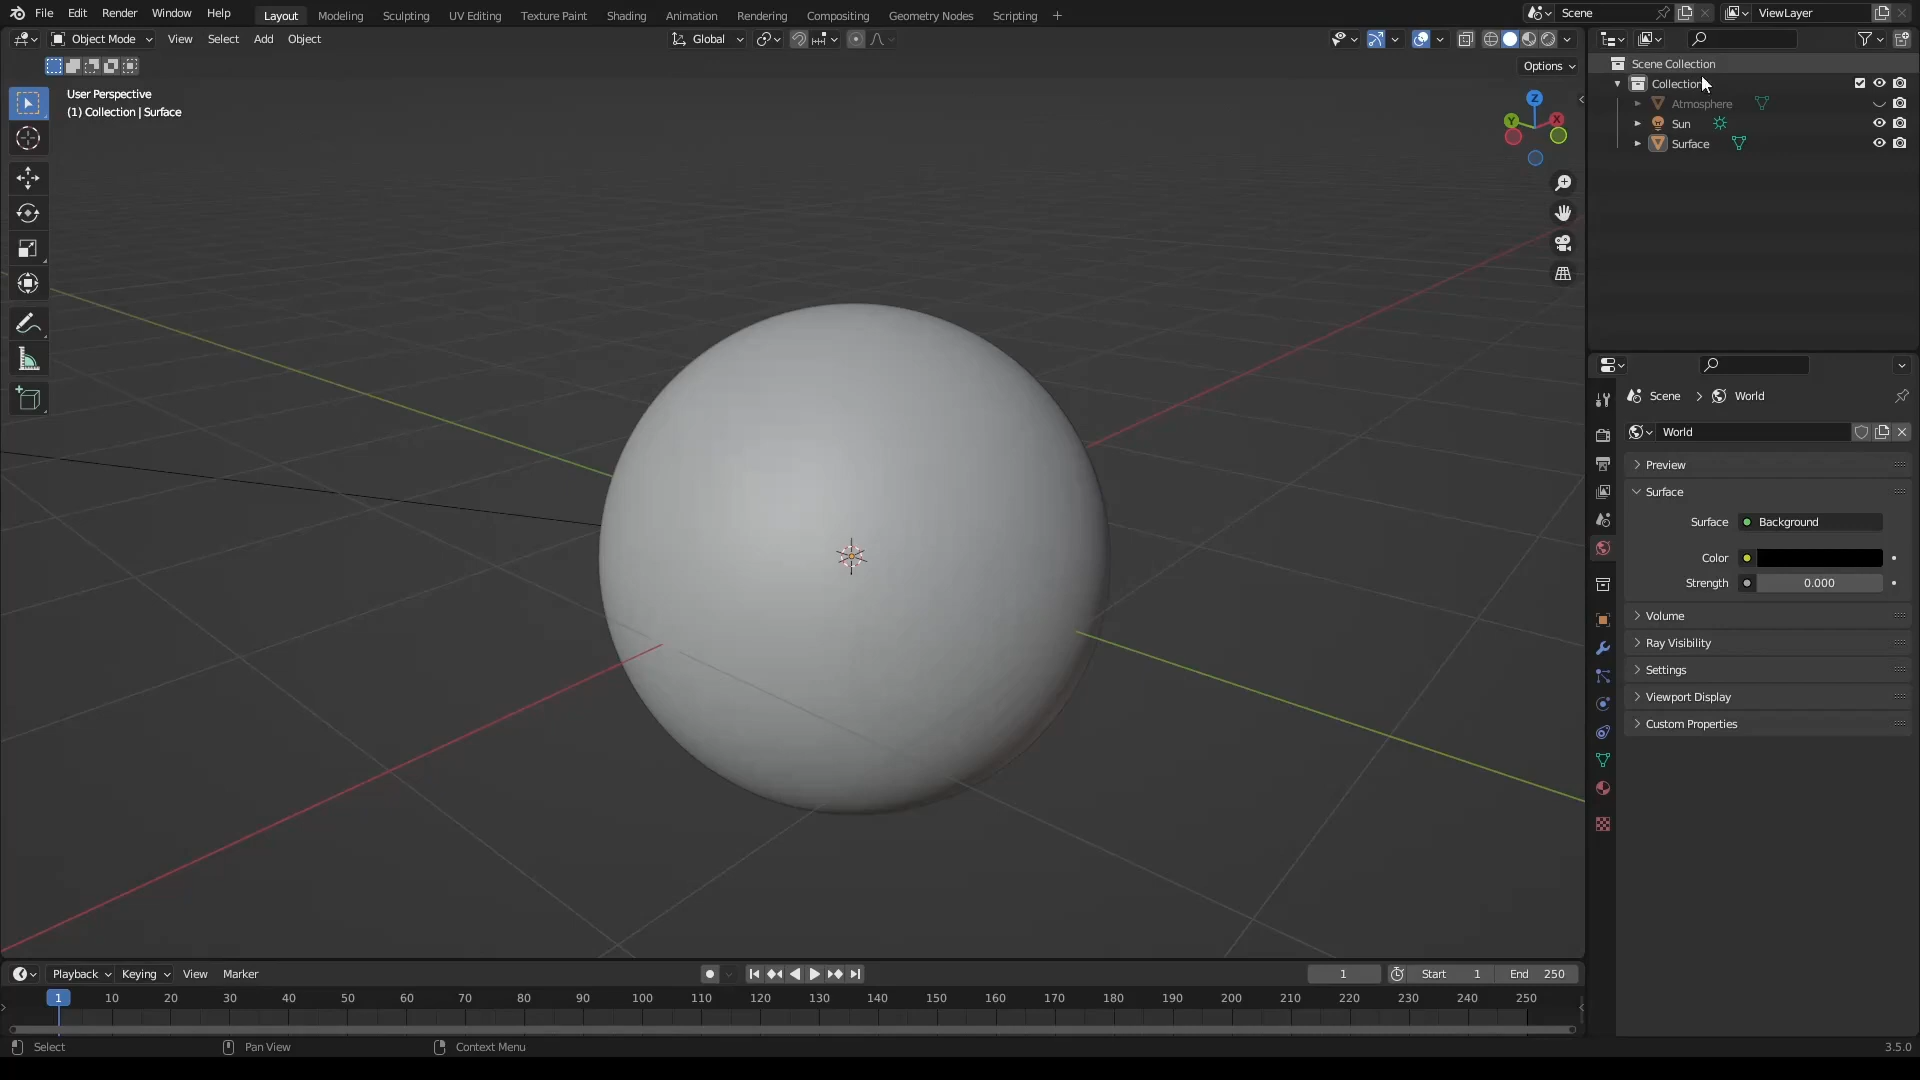 File Edit Render Window Help Layout Modeling Sculpting UV Editing Texture Paint Shading Animation Rendering Compositing Geometry Nodes Scripting + Scene ViewLayer
Object Mode View Select Add Object Global
Options
User Perspective
(1) Collection | Surface
Z
Y X
Scene Collection
Collection
Atmosphere
Sun
Surface
Scene > World
World
Preview
Surface
Surface Background
Color
Strength 0.000
Volume
Ray Visibility
Settings
Viewport Display
Custom Properties
Playback Keying View Marker 1 Start 1 End 250
1 10 20 30 40 50 60 70 80 90 100 110 120 130 140 150 160 170 180 190 200 210 220 230 240 250
Select Pan View Context Menu 3.5.0